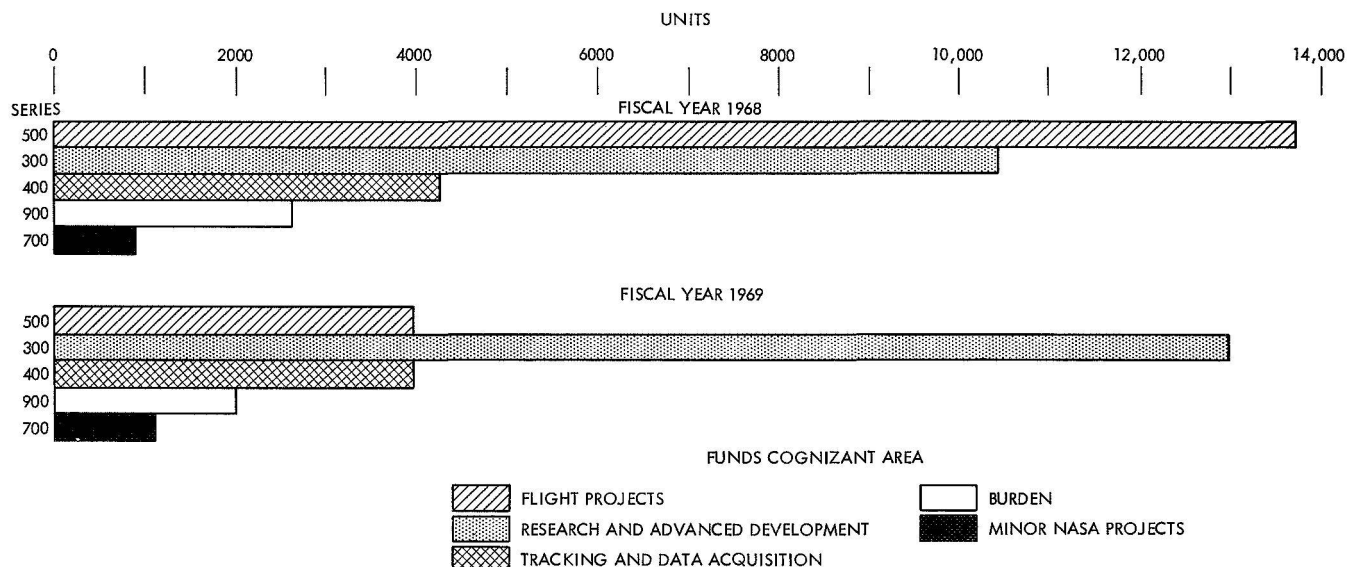 UNITS
0 2000 4000 6000 8000 10,000 12,000 14,000
SERIES
FISCAL YEAR 1968
500
300
400
900
700
FISCAL YEAR 1969
500
300
400
900
700
FUNDS COGNIZANT AREA
FLIGHT PROJECTS
RESEARCH AND ADVANCED DEVELOPMENT
TRACKING AND DATA ACQUISITION
BURDEN
MINOR NASA PROJECTS